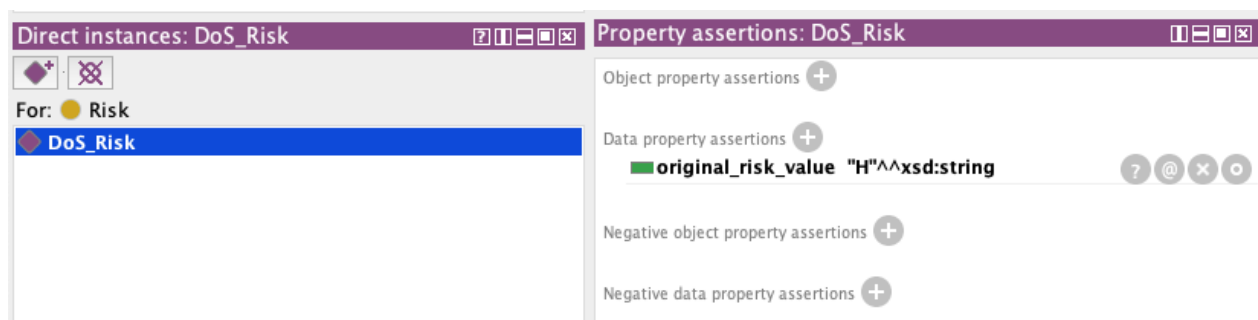 Direct instances: DoS_Risk
For: Risk
DoS_Risk
Property assertions: DoS_Risk
Object property assertions
Data property assertions
original_risk_value "H"^^xsd:string
Negative object property assertions
Negative data property assertions